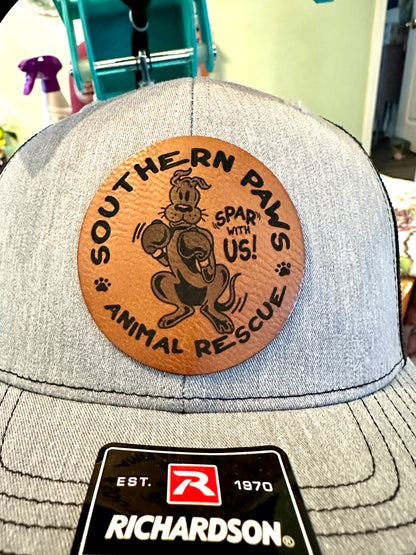 SOUTHERN PAWS
"SPAR"
WITH
US!
ANIMAL RESCUE
EST. R 1970
RICHARDSON®